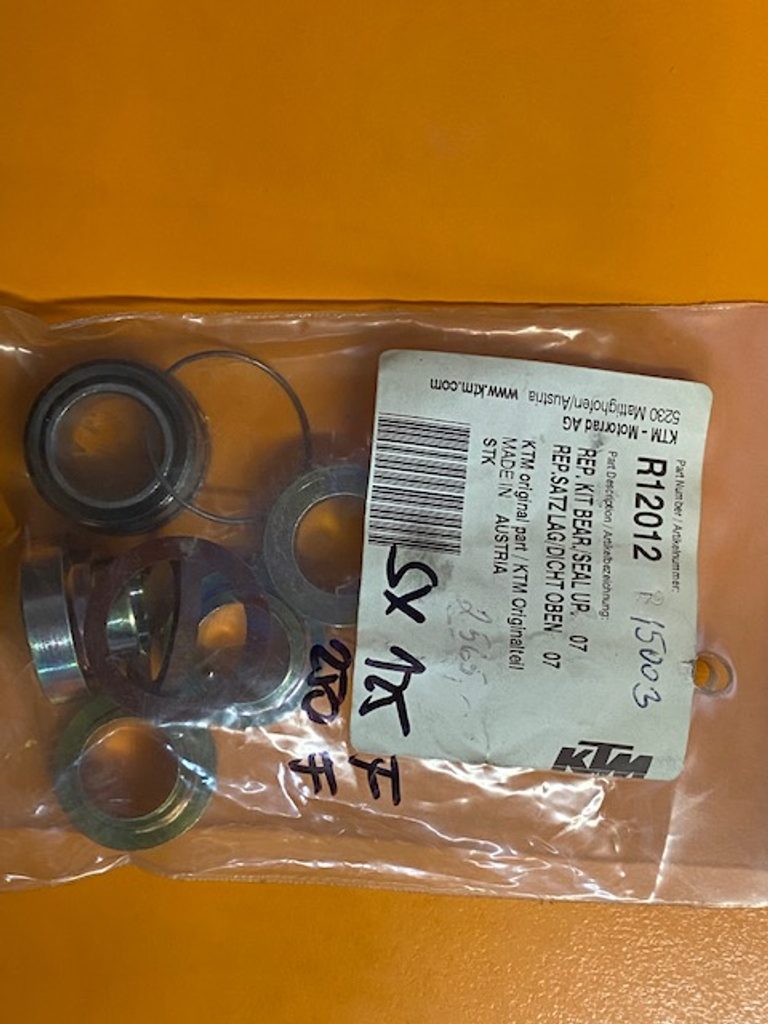 Part Number / Artikelnummer:
R12012
R15003
Part Description / Artikelbezeichnung:
REP. KIT BEAR./SEAL UP. 07
REP.SATZ LAG/DICHT OBEN 07
KTM original part / KTM Originalteil
MADE IN AUSTRIA
STK
KTM
KTM - Motorrad AG
5230 Mattighofen/Austria
www.ktm.com
SX 125
250 F